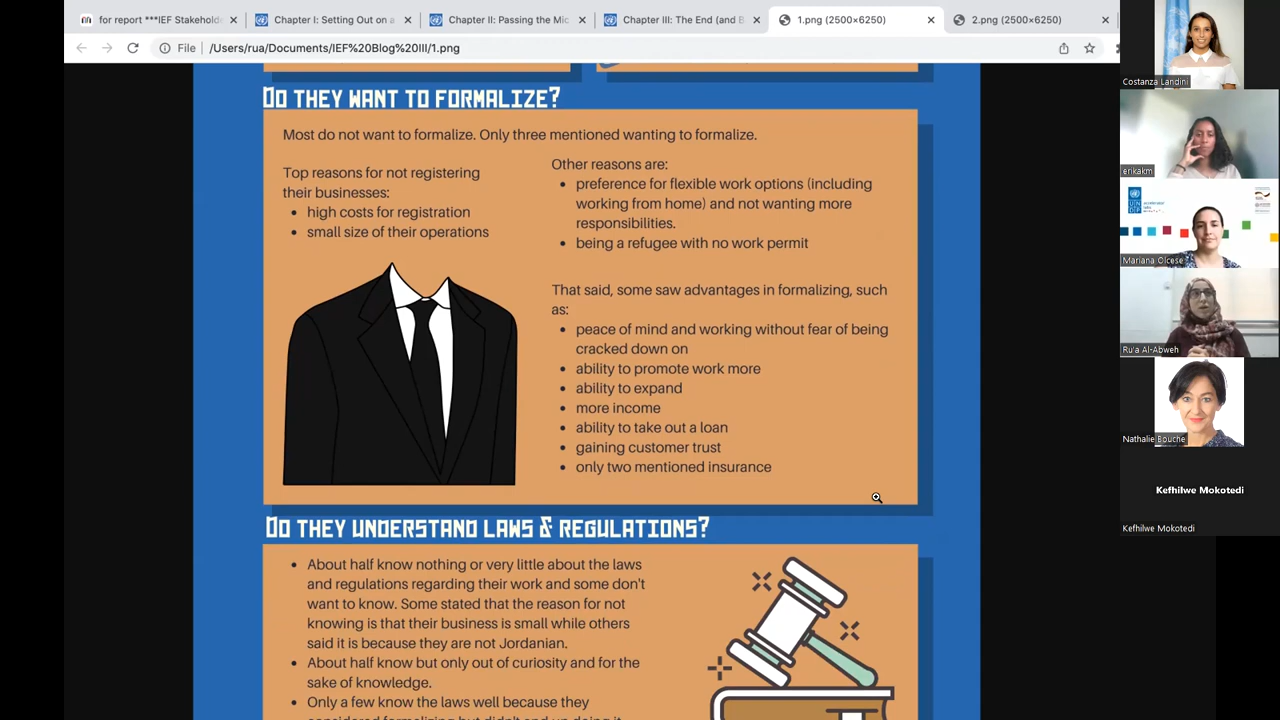 for report ***IEF Stakehold
Chapter I: Setting Out on a
Chapter II: Passing the Mic
Chapter III: The End (and B
1.png (2500×6250)
2.png (2500×6250)
File
/Users/rua/Documents/IEF%20Blog%20III/1.png
DO THEY WANT TO FORMALIZE?
Most do not want to formalize. Only three mentioned wanting to formalize.
Top reasons for not registering
their businesses:
• high costs for registration
• small size of their operations
Other reasons are:
• preference for flexible work options (including
working from home) and not wanting more
responsibilities.
• being a refugee with no work permit
That said, some saw advantages in formalizing, such
as:
• peace of mind and working without fear of being
cracked down on
• ability to promote work more
• ability to expand
• more income
• ability to take out a loan
• gaining customer trust
• only two mentioned insurance
DO THEY UNDERSTAND LAWS & REGULATIONS?
• About half know nothing or very little about the laws
and regulations regarding their work and some don't
want to know. Some stated that the reason for not
knowing is that their business is small while others
said it is because they are not Jordanian.
• About half know but only out of curiosity and for the
sake of knowledge.
• Only a few know the laws well because they
considered formalizing but didn't end up doing it
Costanza Landini
erikakm
Mariana Olcese
Ru'a Al-Abweh
Nathalie Bouche
Kefhilwe Mokotedi
Kefhilwe Mokotedi